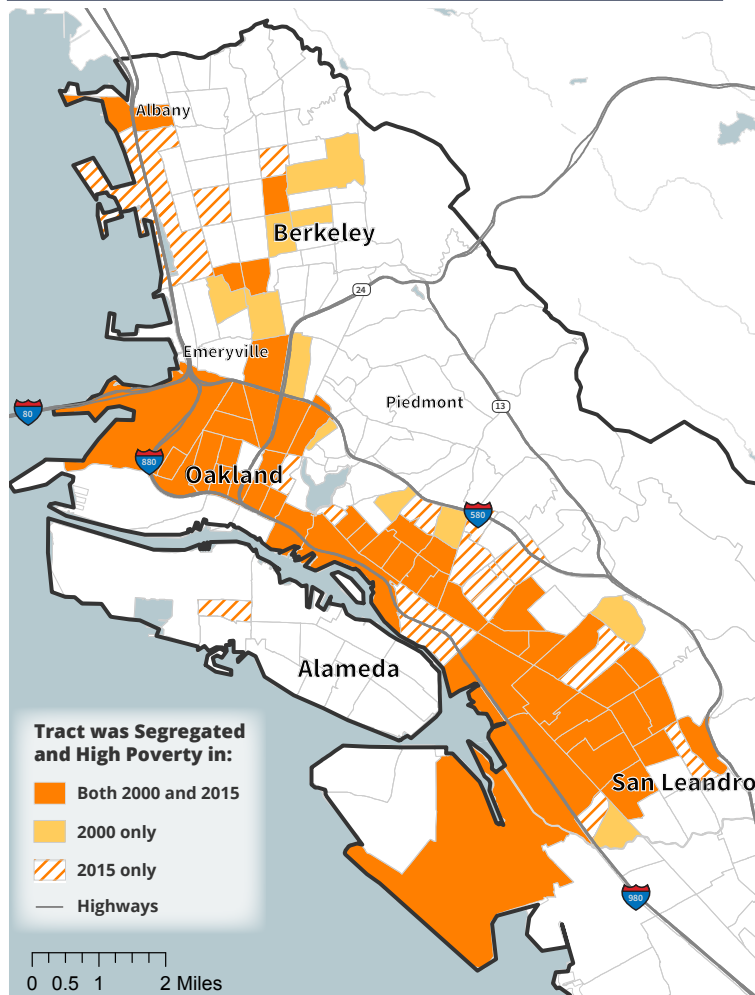 Albany
Berkeley
24
Emeryville
Piedmont
13
80
880
Oakland
580
Alameda
Tract was Segregated
and High Poverty in:
Both 2000 and 2015
2000 only
2015 only
Highways
San Leandro
980
0 0.5 1 2 Miles